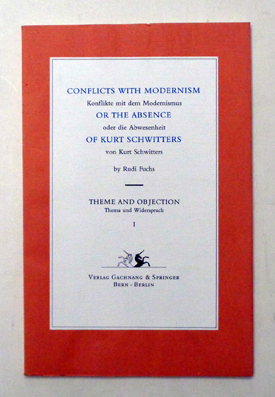 CONFLICTS WITH MODERNISM
Konflikte mit dem Modernismus
OR THE ABSENCE
oder die Abwesenheit
OF KURT SCHWITTERS
von Kurt Schwitters
by Rudi Fuchs
THEME AND OBJECTION
Thema und Widerspruch
I
VERLAG GACHNANG & SPRINGER
BERN – BERLIN